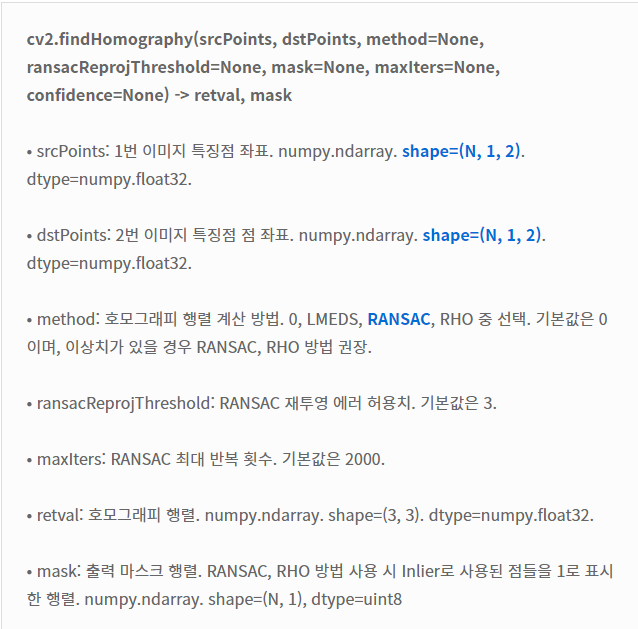 cv2.findHomography(srcPoints, dstPoints, method=None,
ransacReprojThreshold=None, mask=None, maxIters=None,
confidence=None) -> retval, mask
• srcPoints: 1번 이미지 특징점 좌표. numpy.ndarray. shape=(N, 1, 2).
dtype=numpy.float32.
• dstPoints: 2번 이미지 특징점 점 좌표. numpy.ndarray. shape=(N, 1, 2).
dtype=numpy.float32.
• method: 호모그래피 행렬 계산 방법. 0, LMEDS, RANSAC, RHO 중 선택. 기본값은 0
이며, 이상치가 있을 경우 RANSAC, RHO 방법 권장.
• ransacReprojThreshold: RANSAC 재투영 에러 허용치. 기본값은 3.
• maxIters: RANSAC 최대 반복 횟수. 기본값은 2000.
• retval: 호모그래피 행렬. numpy.ndarray. shape=(3, 3). dtype=numpy.float32.
• mask: 출력 마스크 행렬. RANSAC, RHO 방법 사용 시 Inlier로 사용된 점들을 1로 표시
한 행렬. numpy.ndarray. shape=(N, 1), dtype=uint8